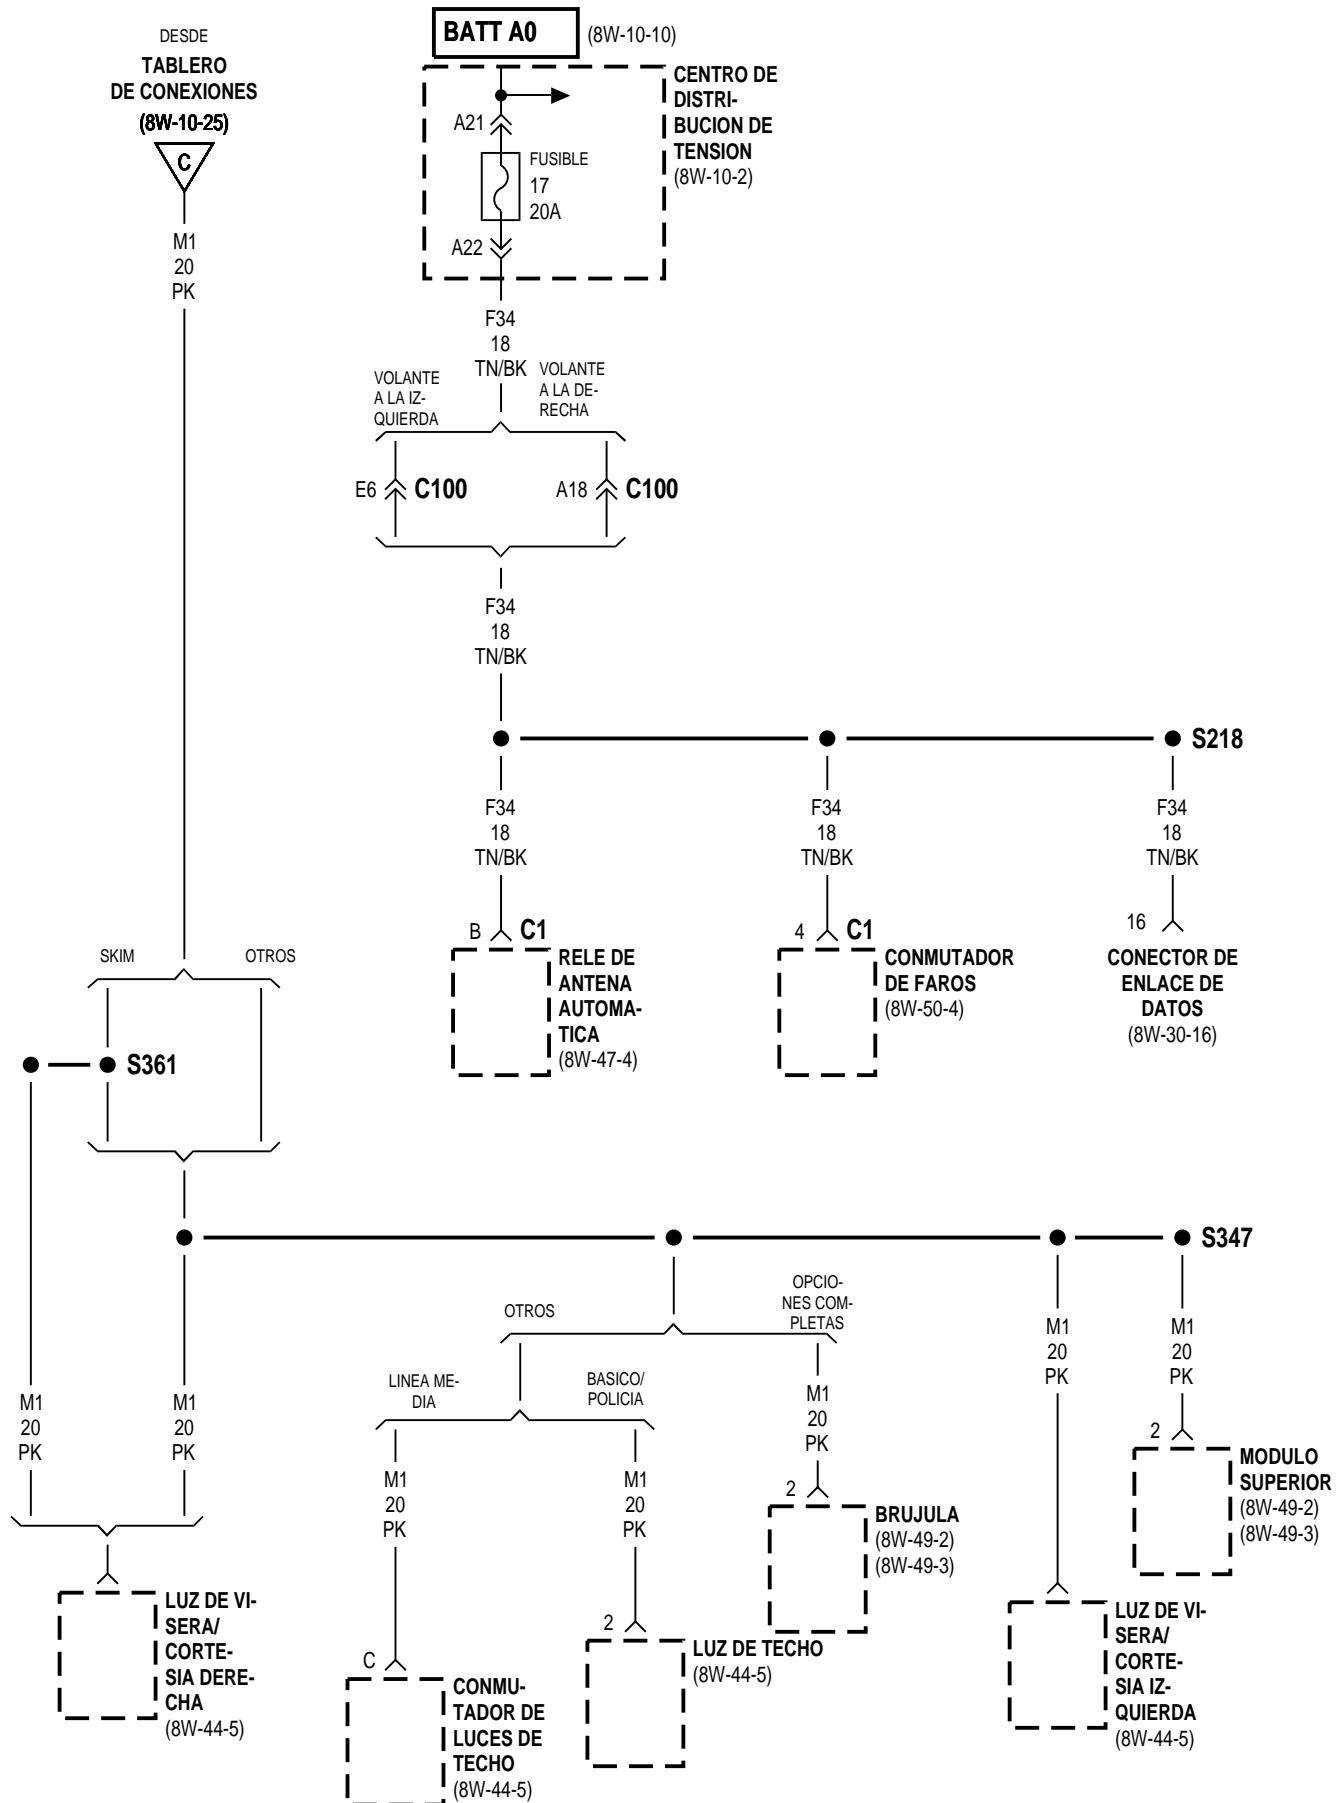 DESDE
TABLERO
DE CONEXIONES
(8W-10-25)
C
M1
20
PK
BATT A0
(8W-10-10)
CENTRO DE
DISTRI-
BUCION DE
TENSION
(8W-10-2)
A21
FUSIBLE
17
20A
A22
F34
18
TN/BK
VOLANTE
A LA IZ-
QUIERDA
VOLANTE
A LA DE-
RECHA
E6
C100
A18
C100
F34
18
TN/BK
S218
F34
18
TN/BK
F34
18
TN/BK
F34
18
TN/BK
B
C1
RELE DE
ANTENA
AUTOMA-
TICA
(8W-47-4)
4
C1
CONMUTADOR
DE FAROS
(8W-50-4)
16
CONECTOR DE
ENLACE DE
DATOS
(8W-30-16)
SKIM
OTROS
S361
S347
M1
20
PK
M1
20
PK
LUZ DE VI-
SERA/
CORTE-
SIA DERE-
CHA
(8W-44-5)
OTROS
OPCIO-
NES COM-
PLETAS
LINEA ME-
DIA
BASICO/
POLICIA
M1
20
PK
C
CONMU-
TADOR DE
LUCES DE
TECHO
(8W-44-5)
M1
20
PK
2
LUZ DE TECHO
(8W-44-5)
M1
20
PK
2
BRUJULA
(8W-49-2)
(8W-49-3)
M1
20
PK
LUZ DE VI-
SERA/
CORTE-
SIA IZ-
QUIERDA
(8W-44-5)
M1
20
PK
2
MODULO
SUPERIOR
(8W-49-2)
(8W-49-3)